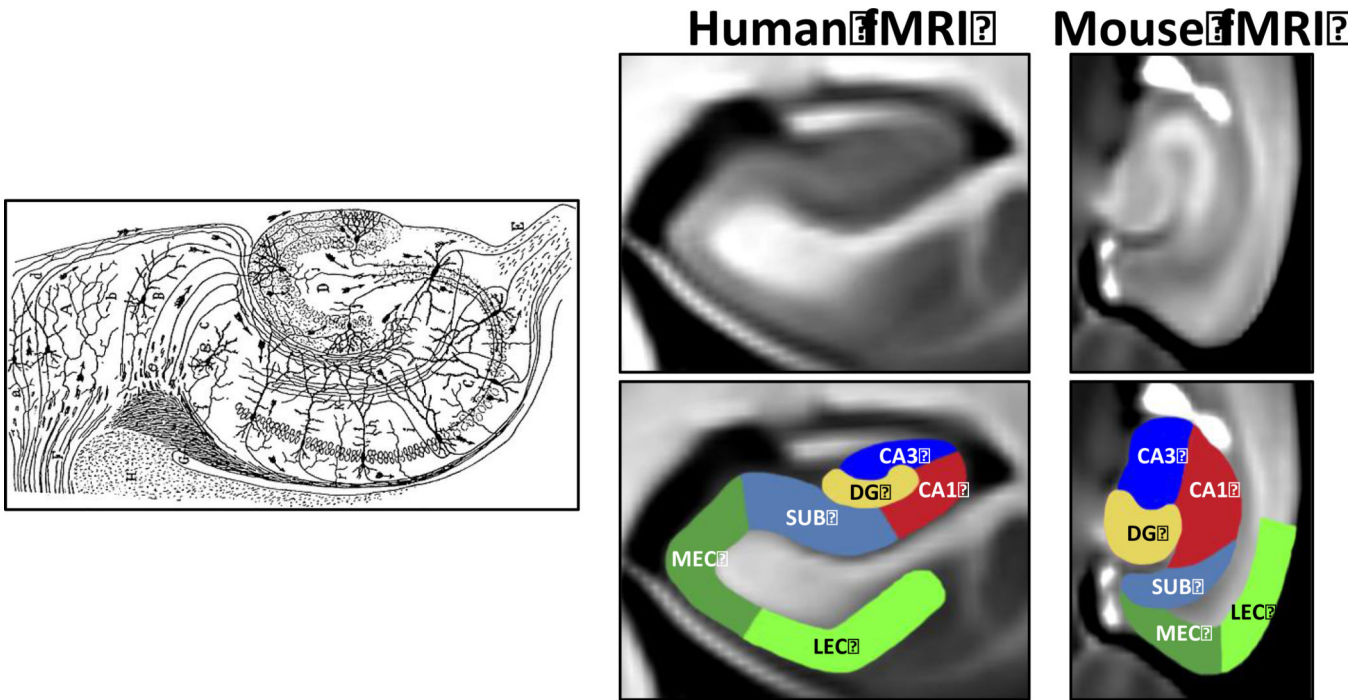 Human⍰fMRI⍰
Mouse⍰fMRI⍰
CA3⍰
DG⍰
CA1⍰
SUB⍰
MEC⍰
LEC⍰
CA3⍰
CA1⍰
DG⍰
SUB⍰
LEC⍰
MEC⍰
A
b
B
c
B
D
E
C
F
G
H